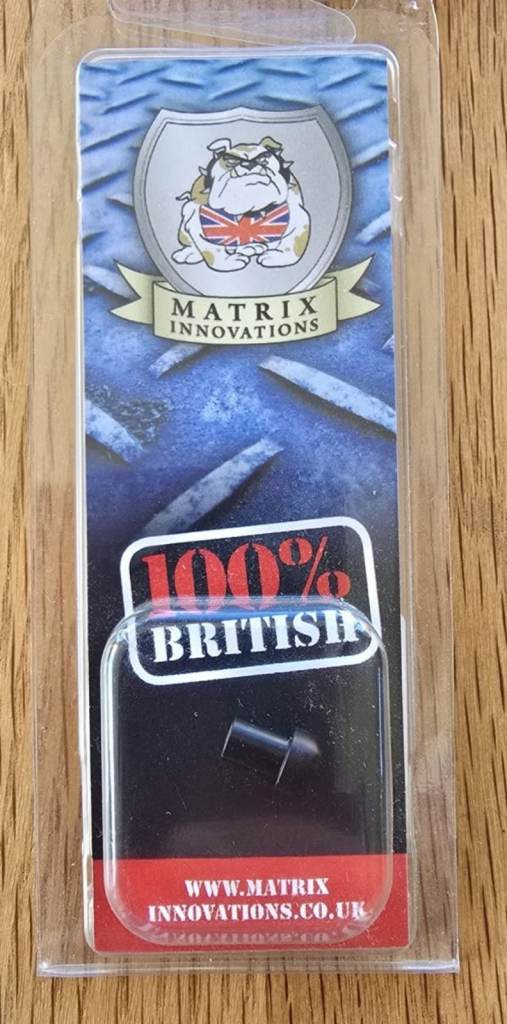 MATRIX
INNOVATIONS
100%
BRITISH
WWW.MATRIX
INNOVATIONS.CO.UK